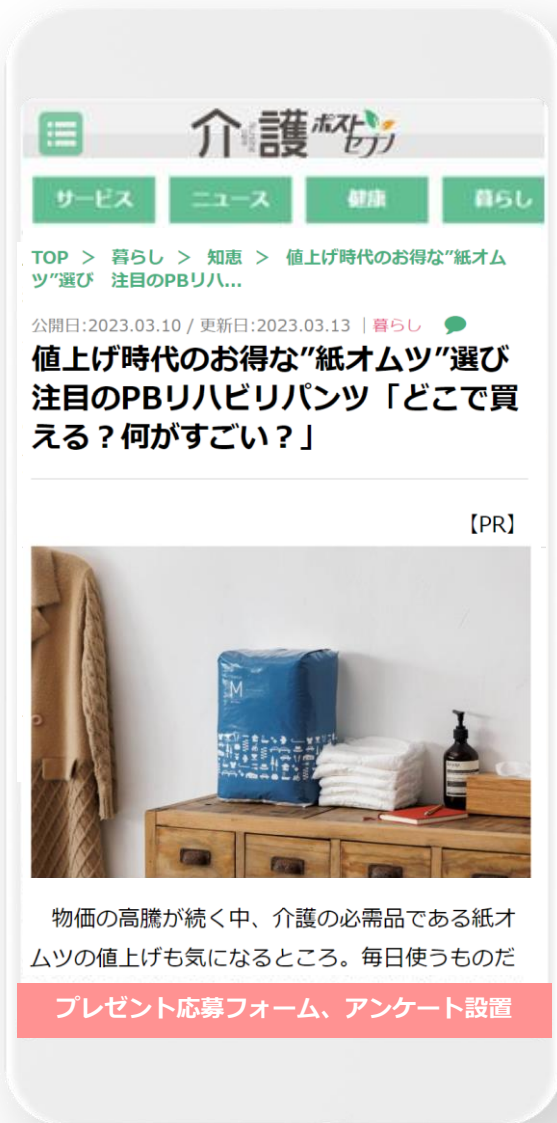 介護ポストセブン
サービス
ニュース
健康
暮らし
TOP ＞ 暮らし ＞ 知恵 ＞ 値上げ時代のお得な”紙オム
ツ”選び　注目のPBリハ...
公開日:2023.03.10 / 更新日:2023.03.13 ｜暮らし
値上げ時代のお得な”紙オムツ”選び
注目のPBリハビリパンツ「どこで買
える？何がすごい？」
【PR】
M
物価の高騰が続く中、介護の必需品である紙オ
ムツの値上げも気になるところ。毎日使うものだ
プレゼント応募フォーム、アンケート設置